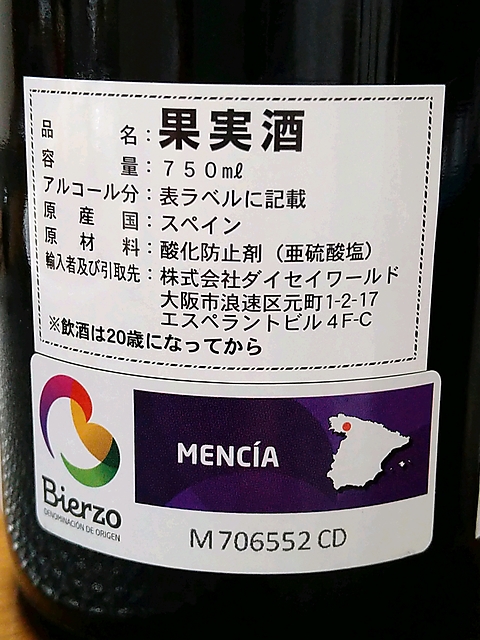 品名：果実酒
容量：７５０㎖
アルコール分：表ラベルに記載
原産国：スペイン
原材料：酸化防止剤（亜硫酸塩）
輸入者及び引取先：株式会社ダイセイワールド
大阪市浪速区元町1-2-17
エスペラントビル４F-C
※飲酒は20歳になってから
MENCÍA
Bierzo
DENOMINACIÓN DE ORIGEN
M 706552 CD